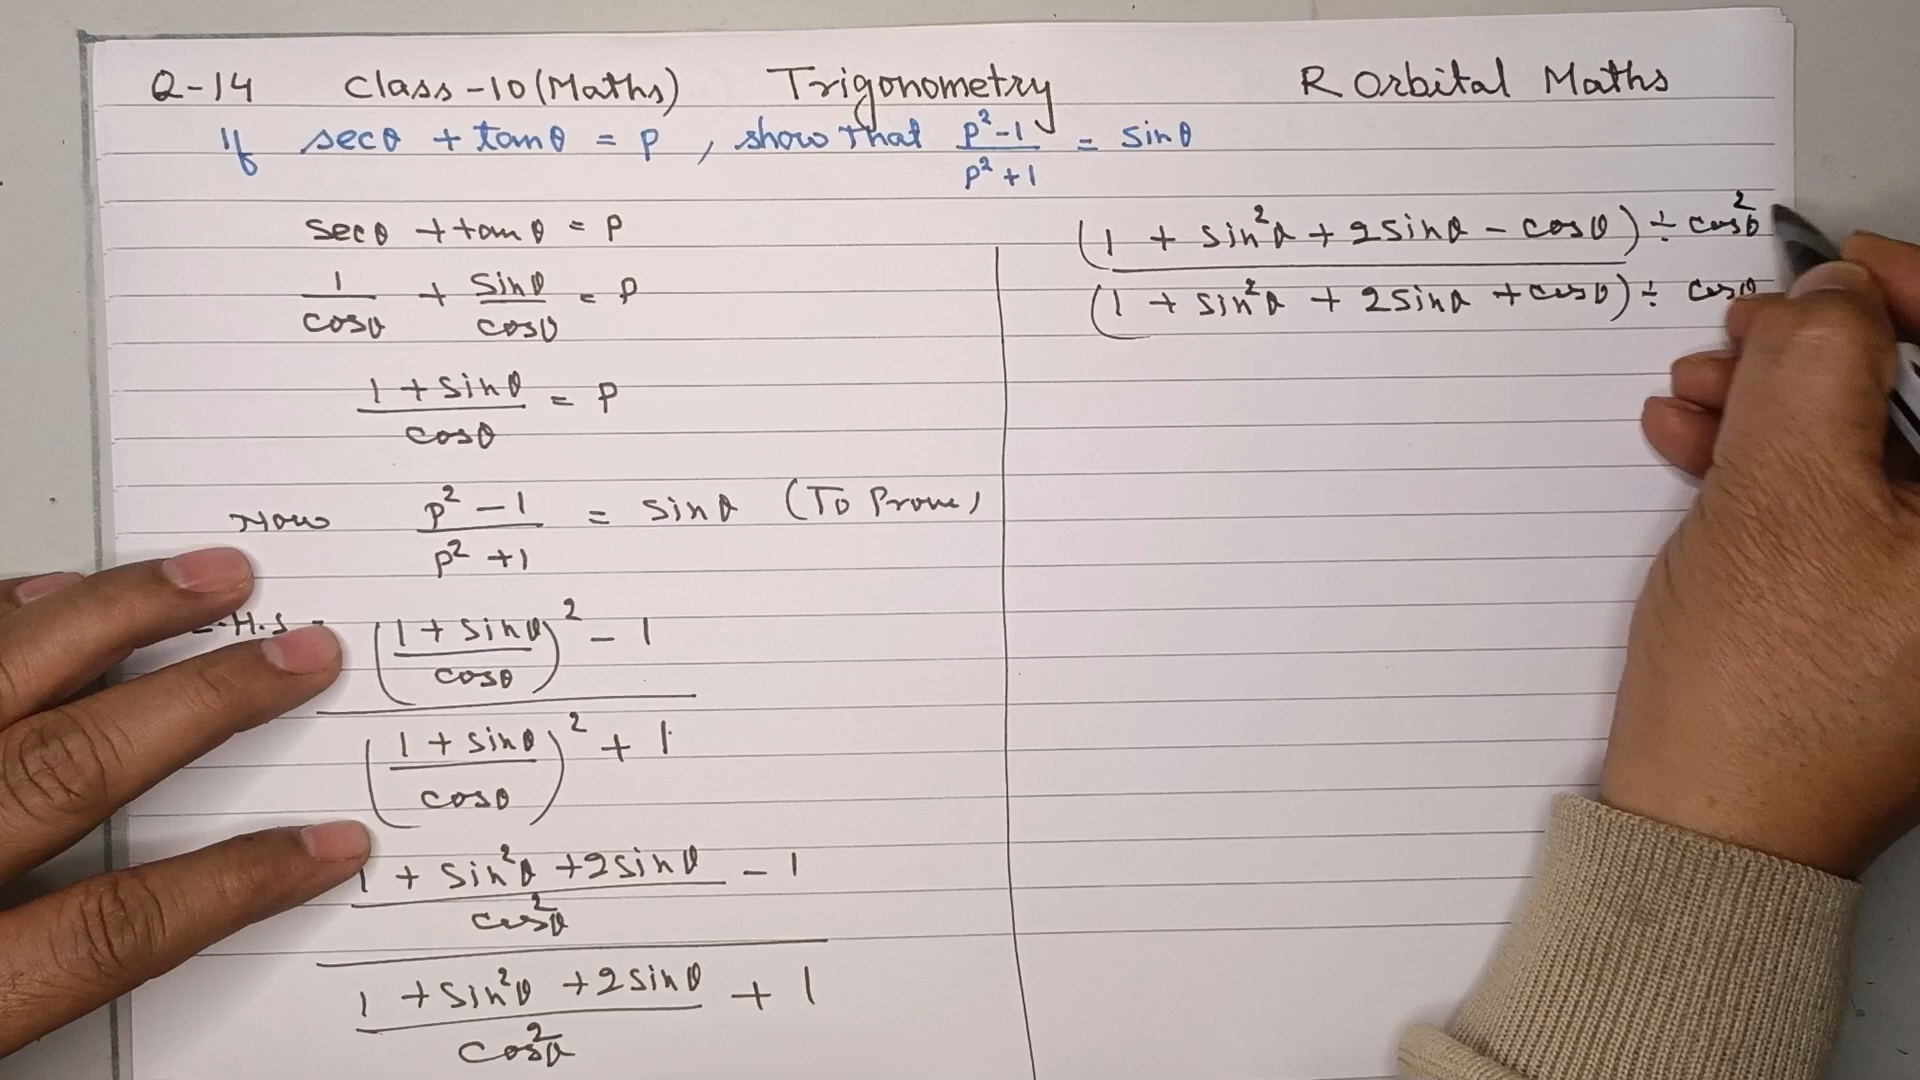 Q-14 Class-10 (Maths) Trigonometry R Orbital Maths
If secθ + tanθ = P, show that P²-1 / P²+1 = sinθ
secθ + tanθ = P
1/cosθ + sinθ/cosθ = P
1 + sinθ / cosθ = P
Now P² - 1 / P² + 1 = sinθ (To Prove)
L.H.S = (1 + sinθ / cosθ)² - 1
(1 + sinθ / cosθ)² + 1
1 + sin²θ + 2sinθ / cos²θ - 1
1 + sin²θ + 2sinθ / cos²θ + 1
(1 + sin²θ + 2sinθ - cosθ) ÷ cos²θ
(1 + sin²θ + 2sinθ + cosθ) ÷ cosθ